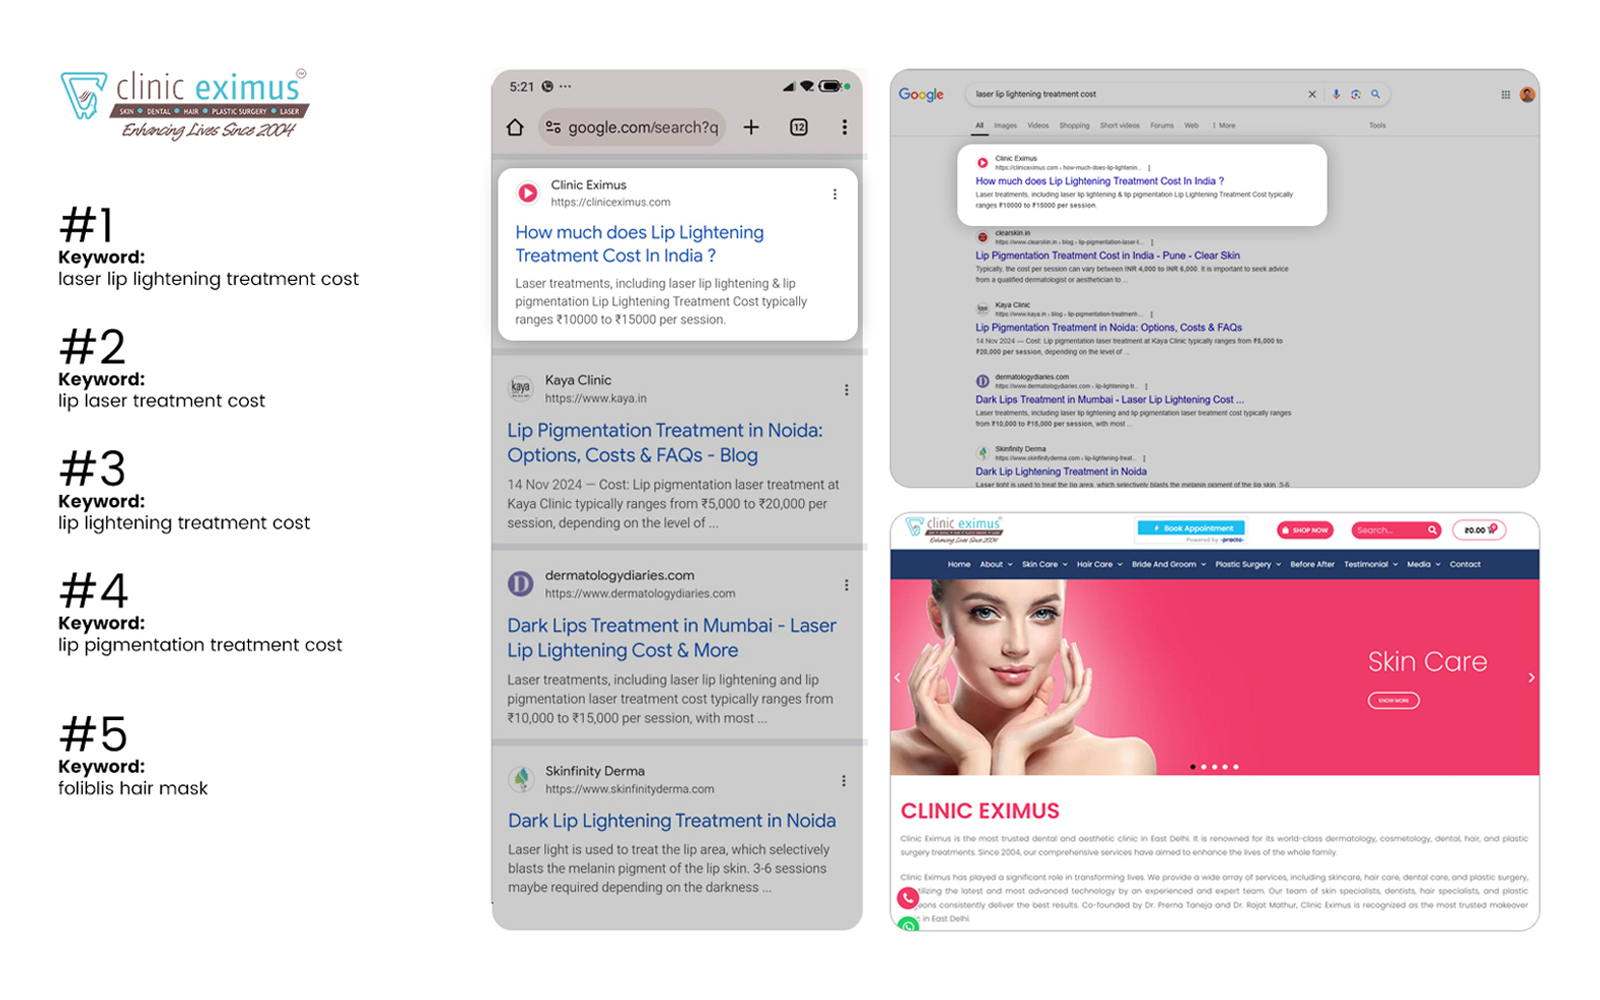 clinic eximus
SKIN • DENTAL • HAIR • PLASTIC SURGERY • LASER
Enhancing Lives Since 2004
#1
Keyword:
laser lip lightening treatment cost
#2
Keyword:
lip laser treatment cost
#3
Keyword:
lip lightening treatment cost
#4
Keyword:
lip pigmentation treatment cost
#5
Keyword:
foliblis hair mask
5:21
google.com/search?q
12
Clinic Eximus
https://cliniceximus.com
How much does Lip Lightening
Treatment Cost In India ?
Laser treatments, including laser lip lightening & lip
pigmentation Lip Lightening Treatment Cost typically
ranges ₹10000 to ₹15000 per session.
kaya
Kaya Clinic
https://www.kaya.in
Lip Pigmentation Treatment in Noida:
Options, Costs & FAQs - Blog
14 Nov 2024 — Cost: Lip pigmentation laser treatment at
Kaya Clinic typically ranges from ₹5,000 to ₹20,000 per
session, depending on the level of ...
D
dermatologydiaries.com
https://www.dermatologydiaries.com
Dark Lips Treatment in Mumbai - Laser
Lip Lightening Cost & More
Laser treatments, including laser lip lightening and lip
pigmentation laser treatment cost typically ranges from
₹10,000 to ₹15,000 per session, with most ...
Skinfinity Derma
https://www.skinfinityderma.com
Dark Lip Lightening Treatment in Noida
Laser light is used to treat the lip area, which selectively
blasts the melanin pigment of the lip skin. 3-6 sessions
maybe required depending on the darkness ...
Google
laser lip lightening treatment cost
All Images Videos Shopping Short videos Forums Web More Tools
Clinic Eximus
https://cliniceximus.com › how-much-does-lip-lightenin...
How much does Lip Lightening Treatment Cost In India ?
Laser treatments, including laser lip lightening & lip pigmentation Lip Lightening Treatment Cost typically
ranges ₹10000 to ₹15000 per session.
clearskin.in
https://www.clearskin.in › blog › lip-pigmentation-laser-t...
Lip Pigmentation Treatment Cost in India - Pune - Clear Skin
Typically, the cost per session can vary between INR 4,000 to INR 6,000. It is important to seek advice
from a qualified dermatologist or aesthetician to ...
Kaya Clinic
https://www.kaya.in › blog › lip-pigmentation-treatment-...
Lip Pigmentation Treatment in Noida: Options, Costs & FAQs
14 Nov 2024 — Cost: Lip pigmentation laser treatment at Kaya Clinic typically ranges from ₹5,000 to
₹20,000 per session, depending on the level of ...
D
dermatologydiaries.com
https://www.dermatologydiaries.com › lip-lightening-tr...
Dark Lips Treatment in Mumbai - Laser Lip Lightening Cost ...
Laser treatments, including laser lip lightening and lip pigmentation laser treatment cost typically ranges
from ₹10,000 to ₹15,000 per session, with most ...
Skinfinity Derma
https://www.skinfinityderma.com › lip-lightening-treat...
Dark Lip Lightening Treatment in Noida
Laser light is used to treat the lip area, which selectively blasts the melanin pigment of the lip skin. 3-6
clinic eximus
Enhancing Lives Since 2004
Book Appointment
Powered by •practo•
SHOP NOW
Search...
₹0.00
0
Home About Skin Care Hair Care Bride And Groom Plastic Surgery Before After Testimonial Media Contact
Skin Care
KNOW MORE
CLINIC EXIMUS
Clinic Eximus is the most trusted dental and aesthetic clinic in East Delhi. It is renowned for its world-class dermatology, cosmetology, dental, hair, and plastic
surgery treatments. Since 2004, our comprehensive services have aimed to enhance the lives of the whole family.
Clinic Eximus has played a significant role in transforming lives. We provide a wide array of services, including skincare, hair care, dental care, and plastic surgery,
tilizing the latest and most advanced technology by an experienced and expert team. Our team of skin specialists, dentists, hair specialists, and plastic
geons consistently deliver the best results. Co-founded by Dr. Prerna Taneja and Dr. Rajat Mathur, Clinic Eximus is recognized as the most trusted makeover
c in East Delhi.